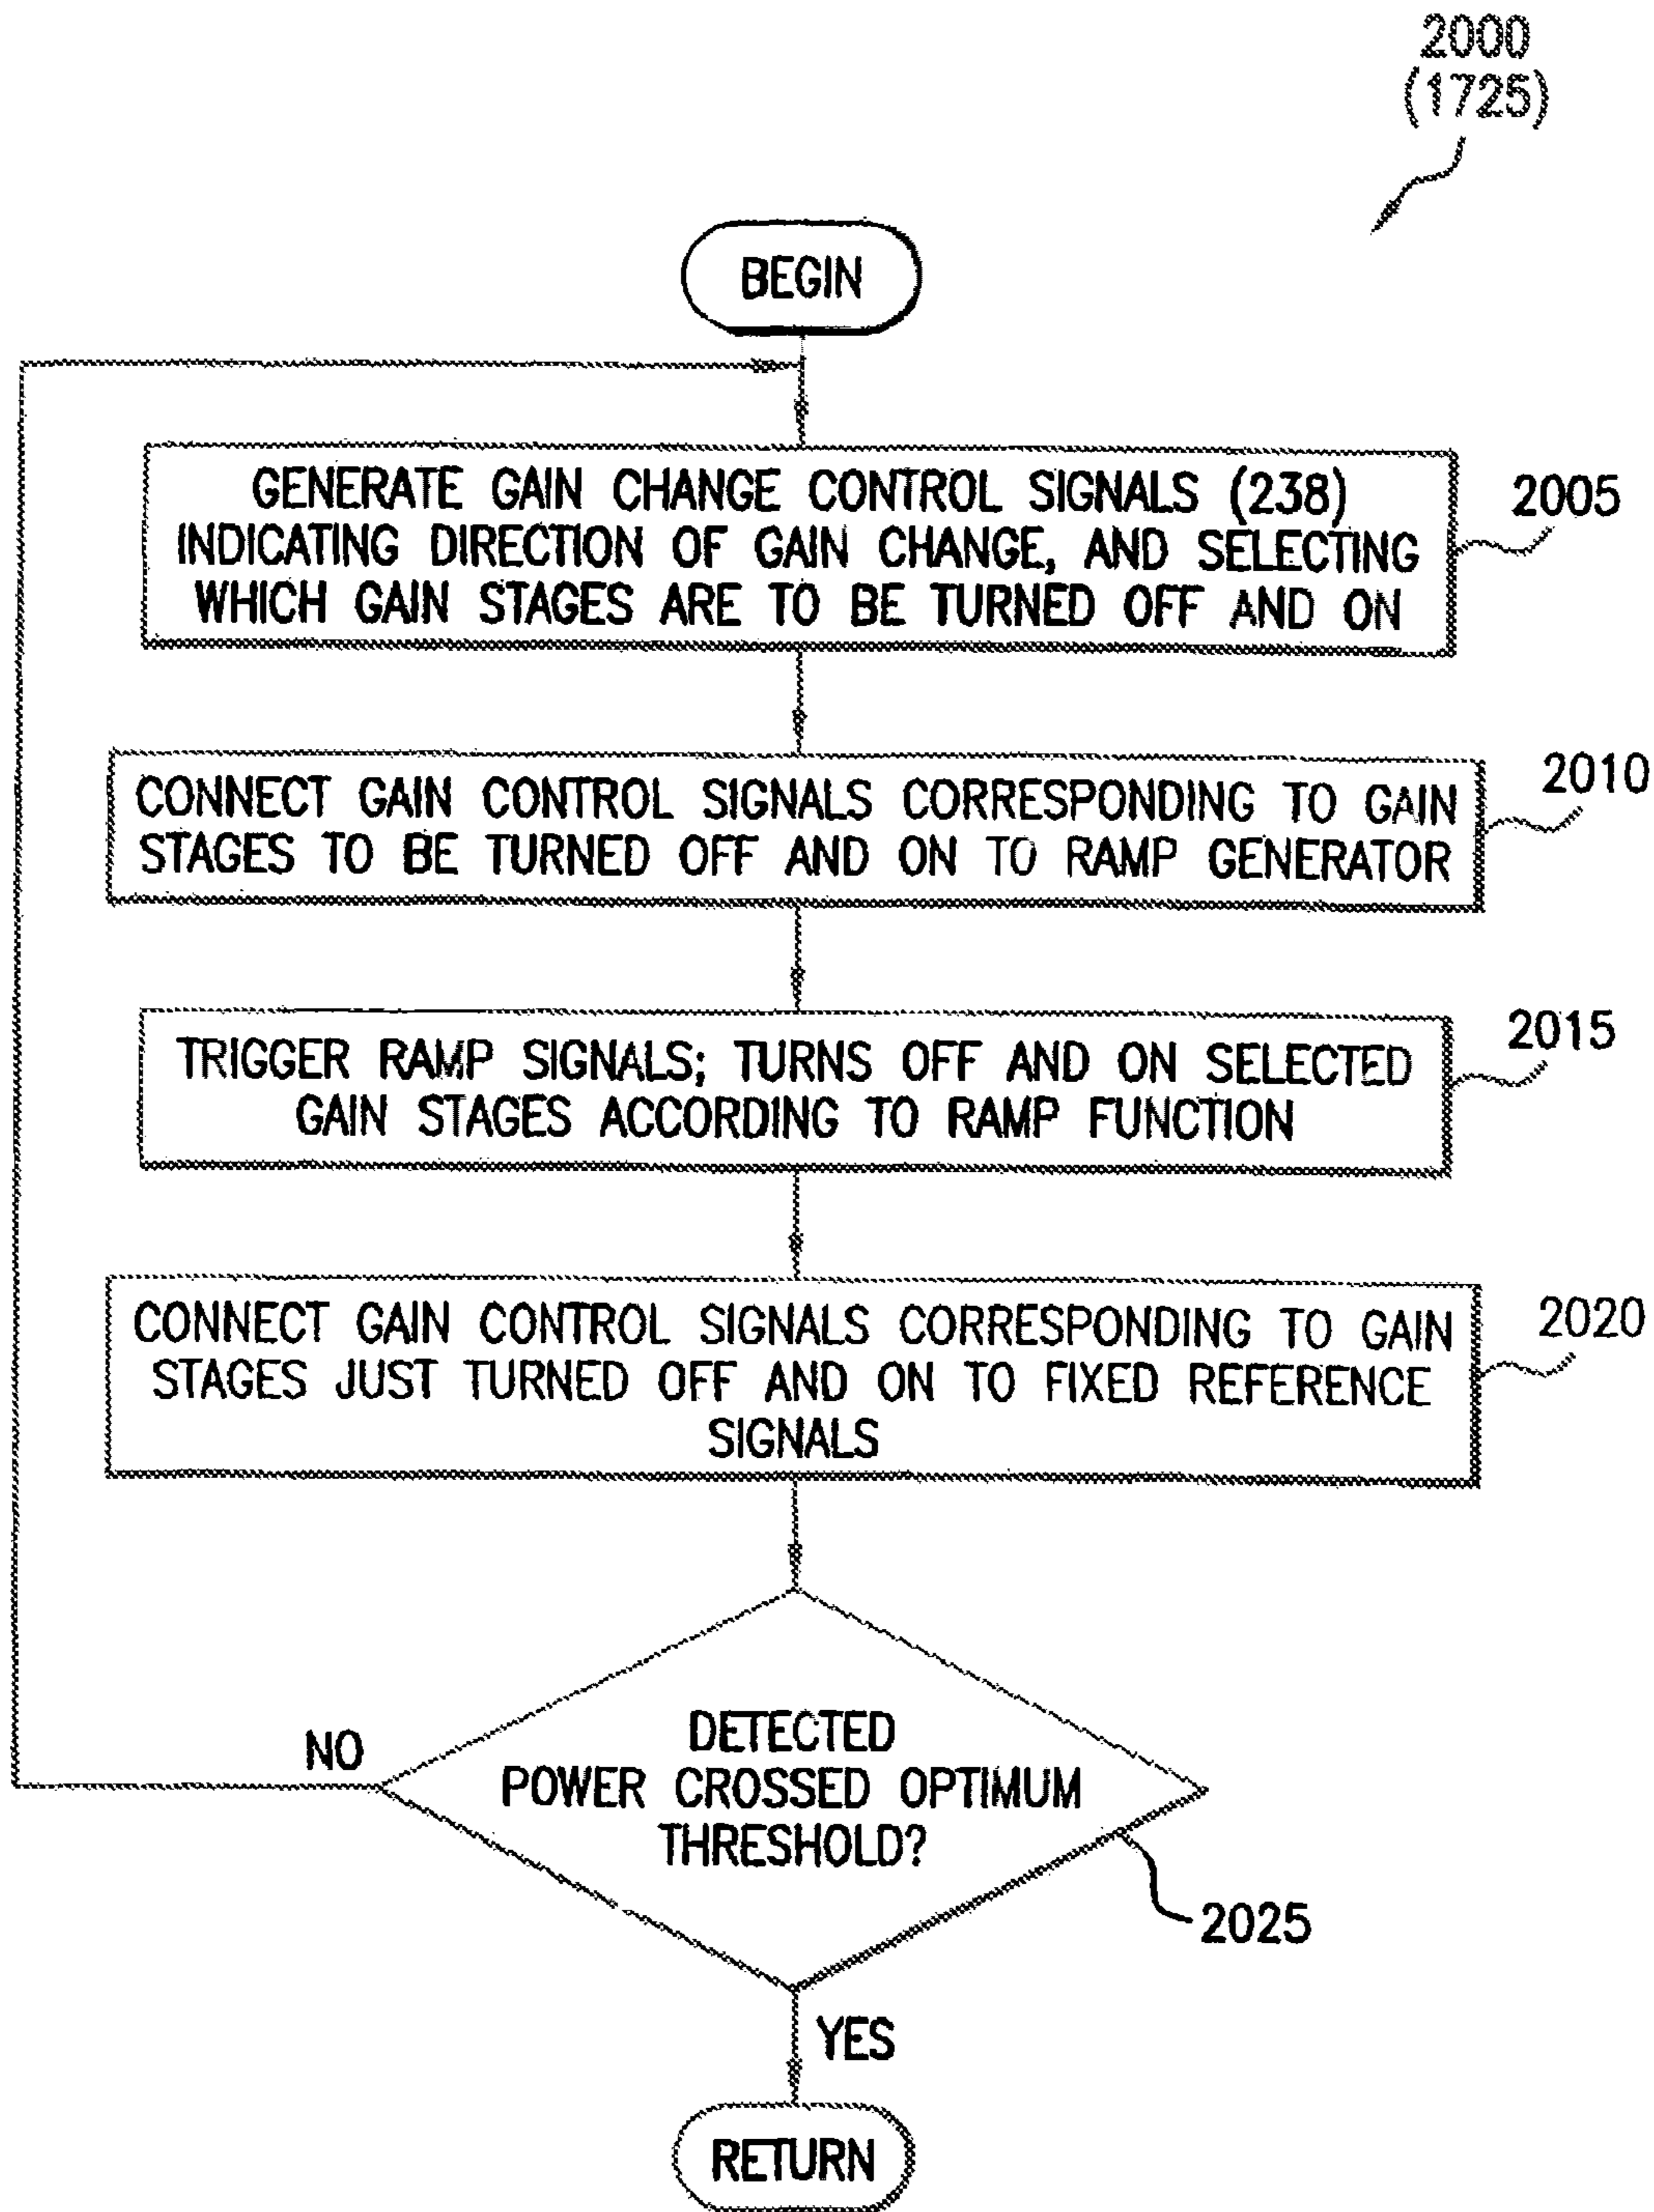 2000
(1725)
BEGIN
GENERATE GAIN CHANGE CONTROL SIGNALS (238)
INDICATING DIRECTION OF GAIN CHANGE, AND SELECTING
WHICH GAIN STAGES ARE TO BE TURNED OFF AND ON
2005
CONNECT GAIN CONTROL SIGNALS CORRESPONDING TO GAIN
STAGES TO BE TURNED OFF AND ON TO RAMP GENERATOR
2010
TRIGGER RAMP SIGNALS; TURNS OFF AND ON SELECTED
GAIN STAGES ACCORDING TO RAMP FUNCTION
2015
CONNECT GAIN CONTROL SIGNALS CORRESPONDING TO GAIN
STAGES JUST TURNED OFF AND ON TO FIXED REFERENCE
SIGNALS
2020
DETECTED
POWER CROSSED OPTIMUM
THRESHOLD?
NO
2025
YES
RETURN